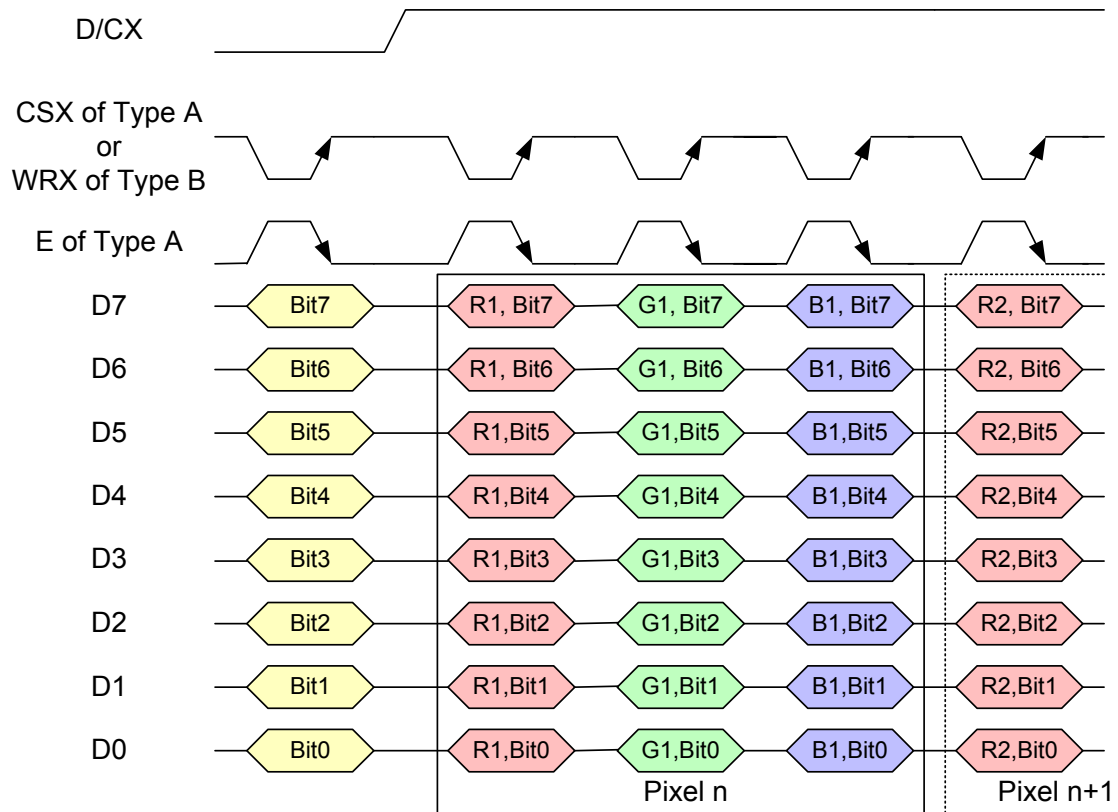 D/CX
CSX of Type A
or
WRX of Type B
E of Type A
D7 Bit7 R1, Bit7 G1, Bit7 B1, Bit7 R2, Bit7
D6 Bit6 R1, Bit6 G1, Bit6 B1, Bit6 R2, Bit6
D5 Bit5 R1,Bit5 G1,Bit5 B1,Bit5 R2,Bit5
D4 Bit4 R1,Bit4 G1,Bit4 B1,Bit4 R2,Bit4
D3 Bit3 R1,Bit3 G1,Bit3 B1,Bit3 R2,Bit3
D2 Bit2 R1,Bit2 G1,Bit2 B1,Bit2 R2,Bit2
D1 Bit1 R1,Bit1 G1,Bit1 B1,Bit1 R2,Bit1
D0 Bit0 R1,Bit0 G1,Bit0 B1,Bit0 R2,Bit0
Pixel n Pixel n+1